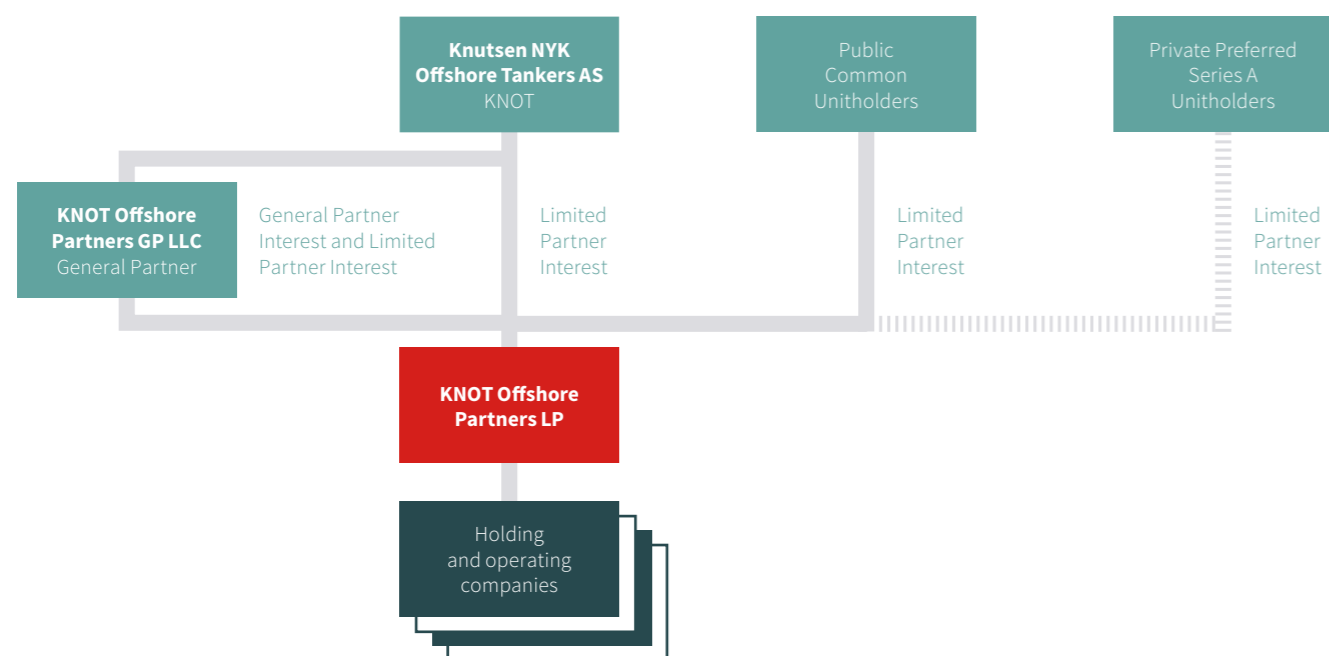 Knutsen NYK
Offshore Tankers AS
KNOT
Public
Common
Unitholders
Private Preferred
Series A
Unitholders
KNOT Offshore
Partners GP LLC
General Partner
General Partner
Interest and Limited
Partner Interest
Limited
Partner
Interest
Limited
Partner
Interest
Limited
Partner
Interest
KNOT Offshore
Partners LP
Holding
and operating
companies